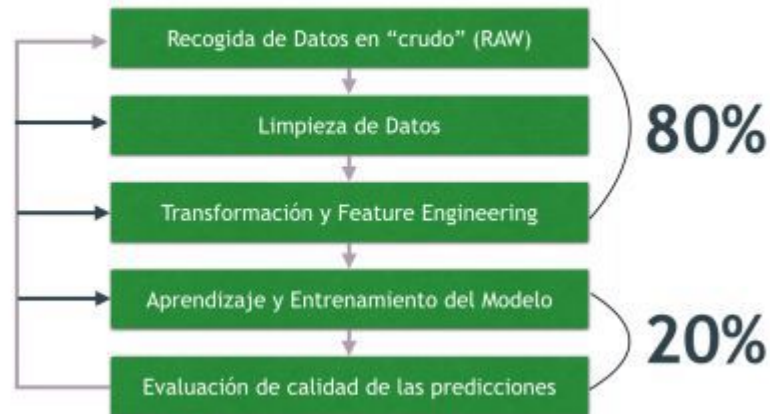 Recogida de Datos en “crudo” (RAW)
Limpieza de Datos
80%
Transformación y Feature Engineering
Aprendizaje y Entrenamiento del Modelo
20%
Evaluación de calidad de las predicciones